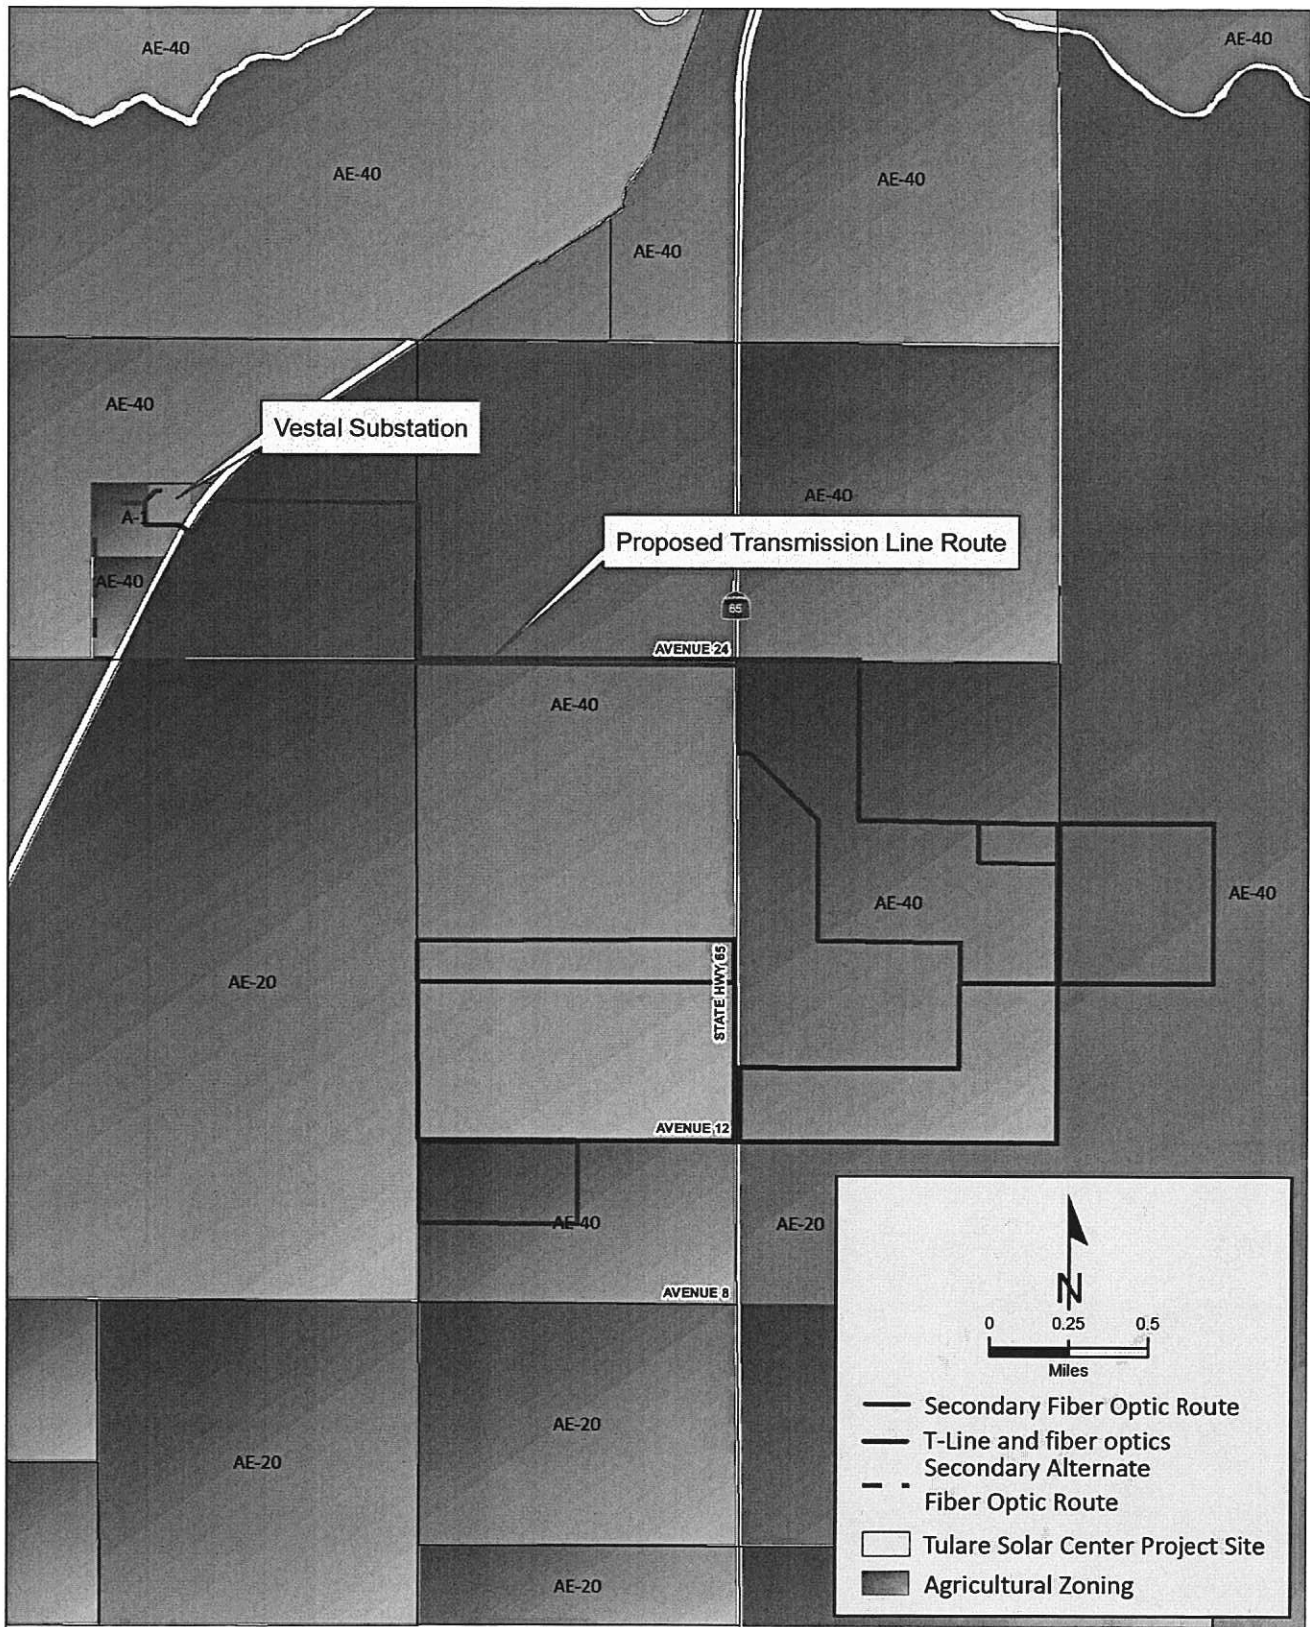 AE-40
AE-40
AE-40
AE-40
AE-40
AE-40
Vestal Substation
AE-40
A-1
Proposed Transmission Line Route
AE-40
65
AVENUE 24
AE-40
AE-40
AE-40
STATE HWY 65
AE-20
AVENUE 12
AE-40
AE-20
AVENUE 8
N
0 0.25 0.5
Miles
Secondary Fiber Optic Route
T-Line and fiber optics
Secondary Alternate
Fiber Optic Route
Tulare Solar Center Project Site
Agricultural Zoning
AE-20
AE-20
AE-20